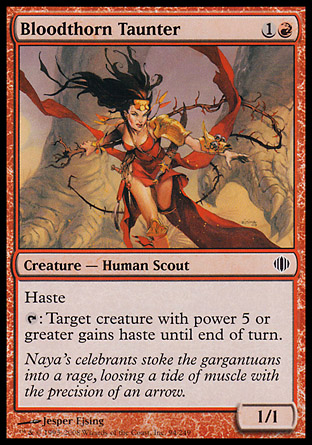 Bloodthorn Taunter 1
Creature — Human Scout
Haste
: Target creature with power 5 or
greater gains haste until end of turn.
Naya's celebrants stoke the gargantuans
into a rage, loosing a tide of muscle with
the precision of an arrow.
Jesper Ejsing
1/1